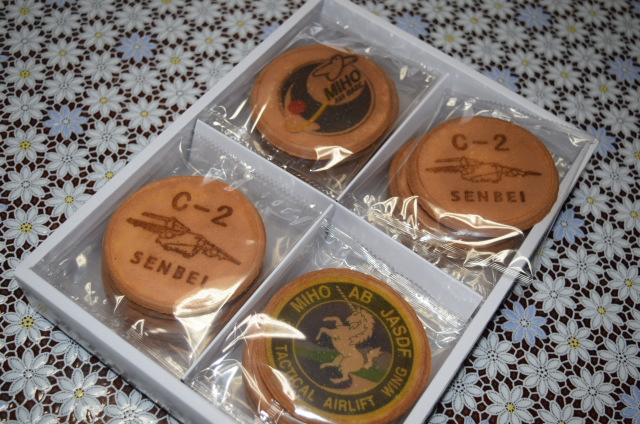 MIHO
AIR BASE
C-2
SENBEI
C-2
SENBEI
MIHO AB JASDF
TACTICAL AIRLIFT WING